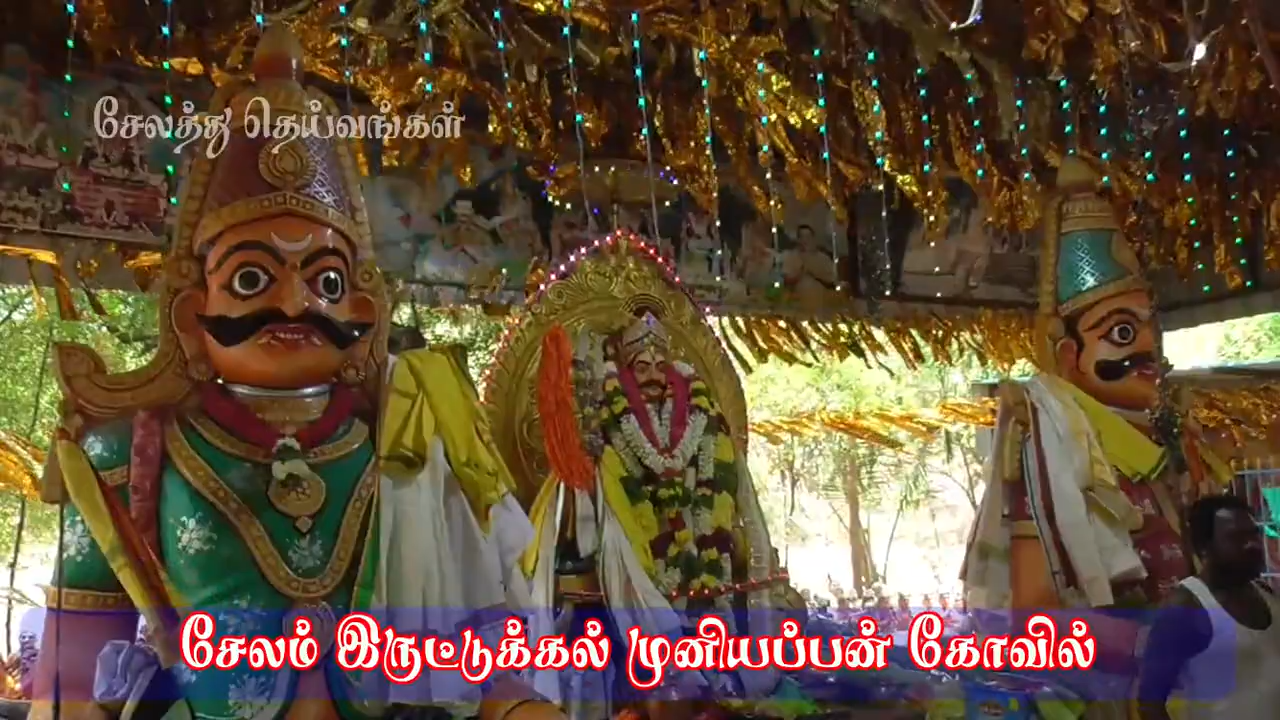 சேலத்து தெய்வங்கள்
சேலம் இருட்டுக்கல் முனியப்பன் கோவில்